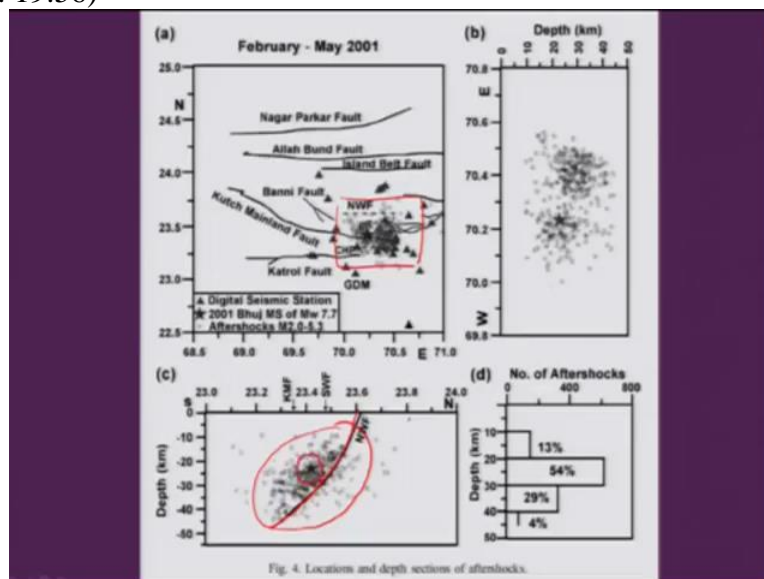 (a)
February - May 2001
25.0
N
24.5
24.0
23.5
23.0
22.5
68.5 69.0 69.5 70.0 70.5 E 71.0
Nagar Parkar Fault
Allah Bund Fault
Island Belt Fault
Banni Fault
NWF
Kutch Mainland Fault
Katrol Fault
GDM
▲ Digital Seismic Station
★ 2001 Bhuj MS of Mw 7.7
Aftershocks M2.0-5.3
(b)
Depth (km)
0 10 20 30 40 50
70.8
E
70.6
70.4
70.2
70.0
W
69.8
(c)
KMF
SWF
23.0 23.2 23.4 23.6 23.8 24.0
S
N
NWF
Depth (km)
0
-10
-20
-30
-40
-50
(d)
No. of Aftershocks
0 400 800
Depth (km)
10
20
30
40
50
13%
54%
29%
4%
Fig. 4. Locations and depth sections of aftershocks.